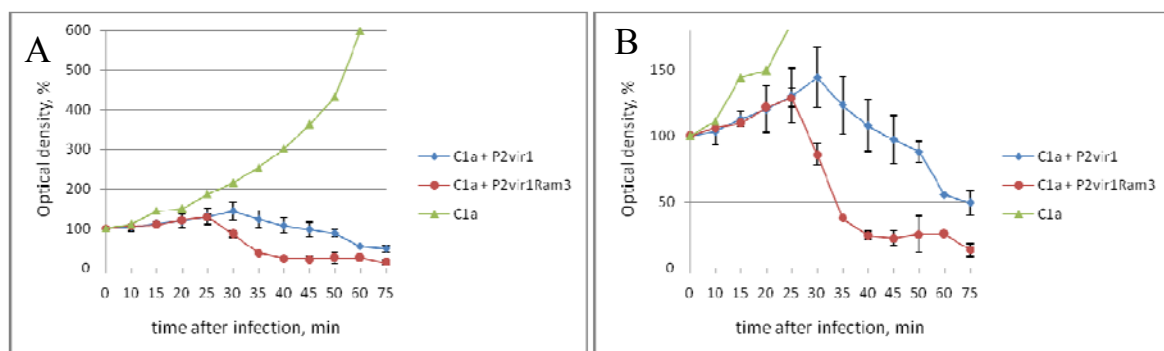 A
600
500
400
300
200
100
0
Optical density, %
0 10 15 20 25 30 35 40 45 50 60 75
time after infection, min
C1a + P2vir1
C1a + P2vir1Ram3
C1a
B
150
100
50
0
Optical density, %
0 10 15 20 25 30 35 40 45 50 60 75
time after infection, min
C1a + P2vir1
C1a + P2vir1Ram3
C1a